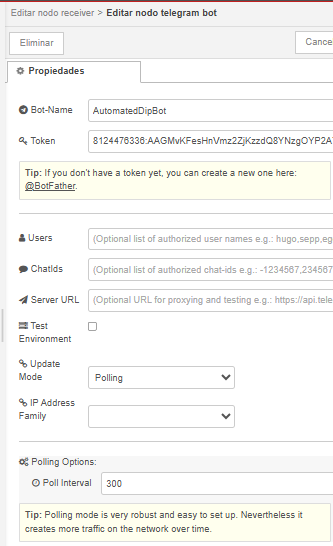 Editar nodo receiver > Editar nodo telegram bot
Eliminar
Cance
Propiedades
Bot-Name
AutomatedDipBot
Token
8124476336:AAGMvKFesHnVmz2ZjKzzdQ8YNzgOYP2A
Tip: If you don't have a token yet, you can create a new one here:
@BotFather.
Users
(Optional list of authorized user names e.g.: hugo,sepp,eg
ChatIds
(Optional list of authorized chat-ids e.g.: -1234567,234567
Server URL
(Optional URL for proxying and testing e.g.: https://api.tele
Test
Environment
Update
Mode
Polling
IP Address
Family
Polling Options:
Poll Interval
300
Tip: Polling mode is very robust and easy to set up. Nevertheless it
creates more traffic on the network over time.